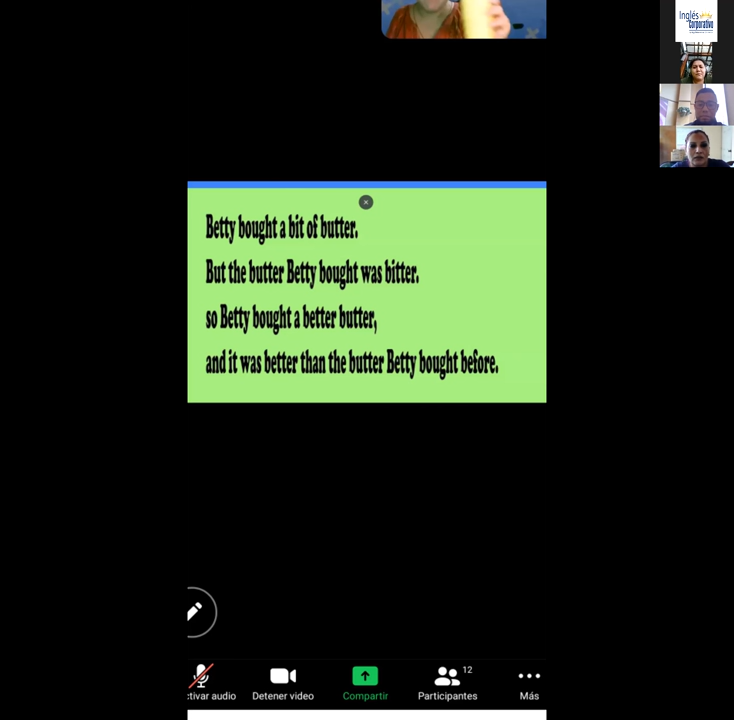 Inglés
Corporativo
Betty bought a bit of butter.
But the butter Betty bought was bitter.
so Betty bought a better butter,
and it was better than the butter Betty bought before.
ctivar audio
Detener video
Compartir
Participantes
12
Más